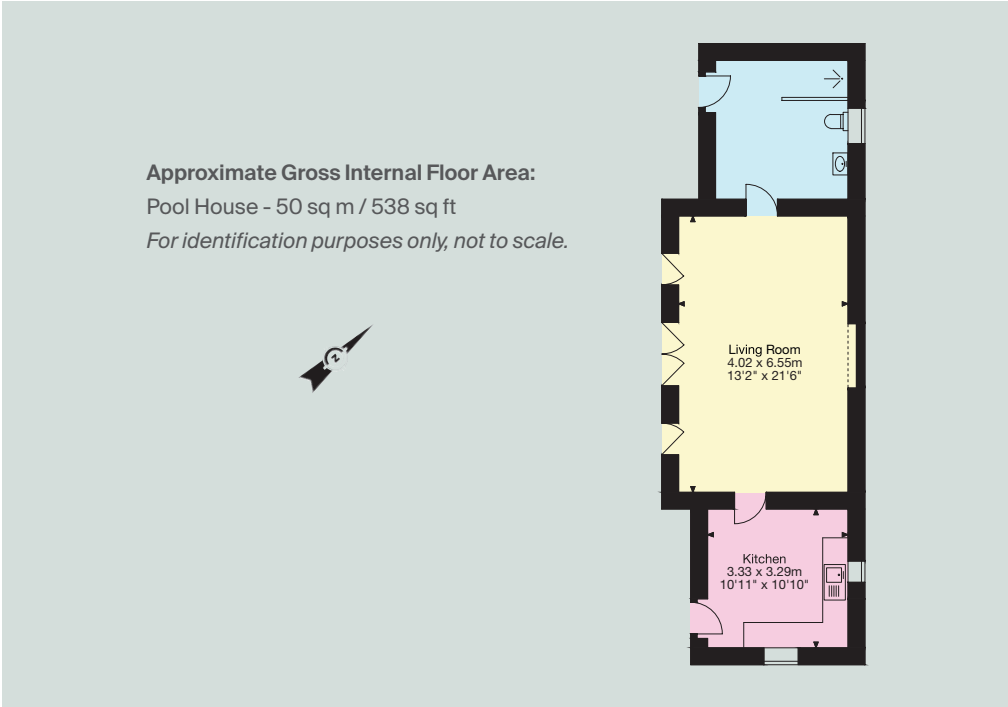 Approximate Gross Internal Floor Area:
Pool House - 50 sq m / 538 sq ft
For identification purposes only, not to scale.
N
Living Room
4.02 x 6.55m
13'2" x 21'6"
Kitchen
3.33 x 3.29m
10'11" x 10'10"